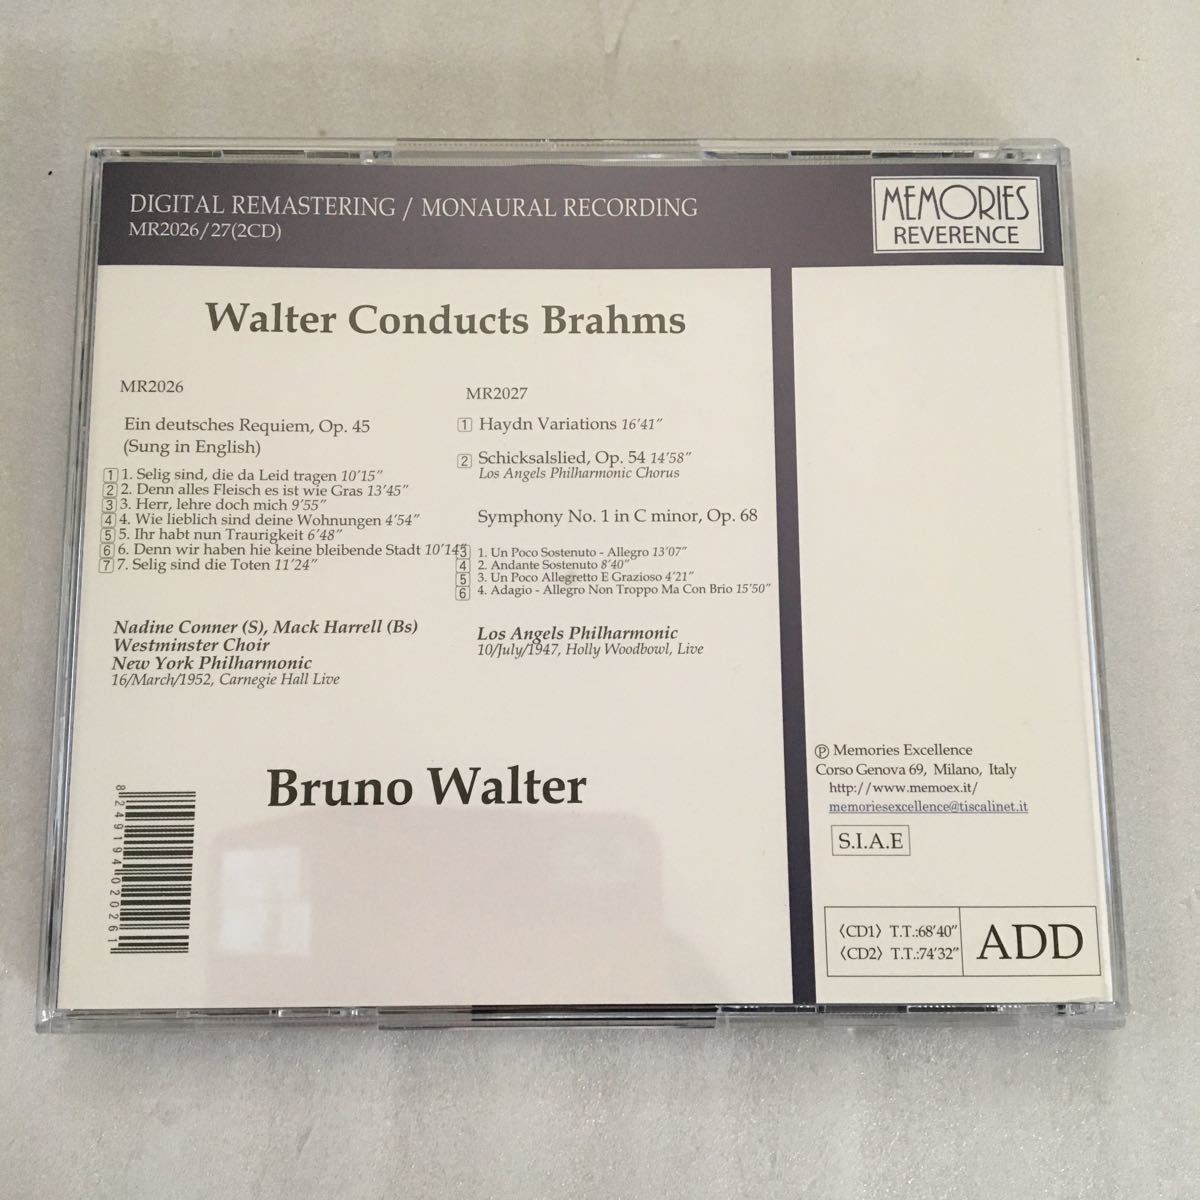 DIGITAL REMASTERING / MONAURAL RECORDING
MR2026/27(2CD)
MEMORIES
REVERENCE
Walter Conducts Brahms
MR2026
Ein deutsches Requiem, Op. 45
(Sung in English)
1 1. Selig sind, die da Leid tragen 10'15"
2 2. Denn alles Fleisch es ist wie Gras 13'45"
3 3. Herr, lehre doch mich 9'55"
4 4. Wie lieblich sind deine Wohnungen 4'54"
5 5. Ihr habt nun Traurigkeit 6'48"
6 6. Denn wir haben hie keine bleibende Stadt 10'14"
7 7. Selig sind die Toten 11'24"
Nadine Conner (S), Mack Harrell (Bs)
Westminster Choir
New York Philharmonic
16/March/1952, Carnegie Hall Live
MR2027
1 Haydn Variations 16'41"
2 Schicksalslied, Op. 54 14'58"
Los Angels Philharmonic Chorus
Symphony No. 1 in C minor, Op. 68
3 1. Un Poco Sostenuto - Allegro 13'07"
4 2. Andante Sostenuto 8'40"
5 3. Un Poco Allegretto E Grazioso 4'21"
6 4. Adagio - Allegro Non Troppo Ma Con Brio 15'50"
Los Angels Philharmonic
10/July/1947, Holly Woodbowl, Live
Bruno Walter
8 24919 40202 6 1
℗ Memories Excellence
Corso Genova 69, Milano, Italy
http://www.memoex.it/
memoriesexcellence@tiscalinet.it
S.I.A.E
〈CD1〉 T.T.:68'40"
〈CD2〉 T.T.:74'32"
ADD